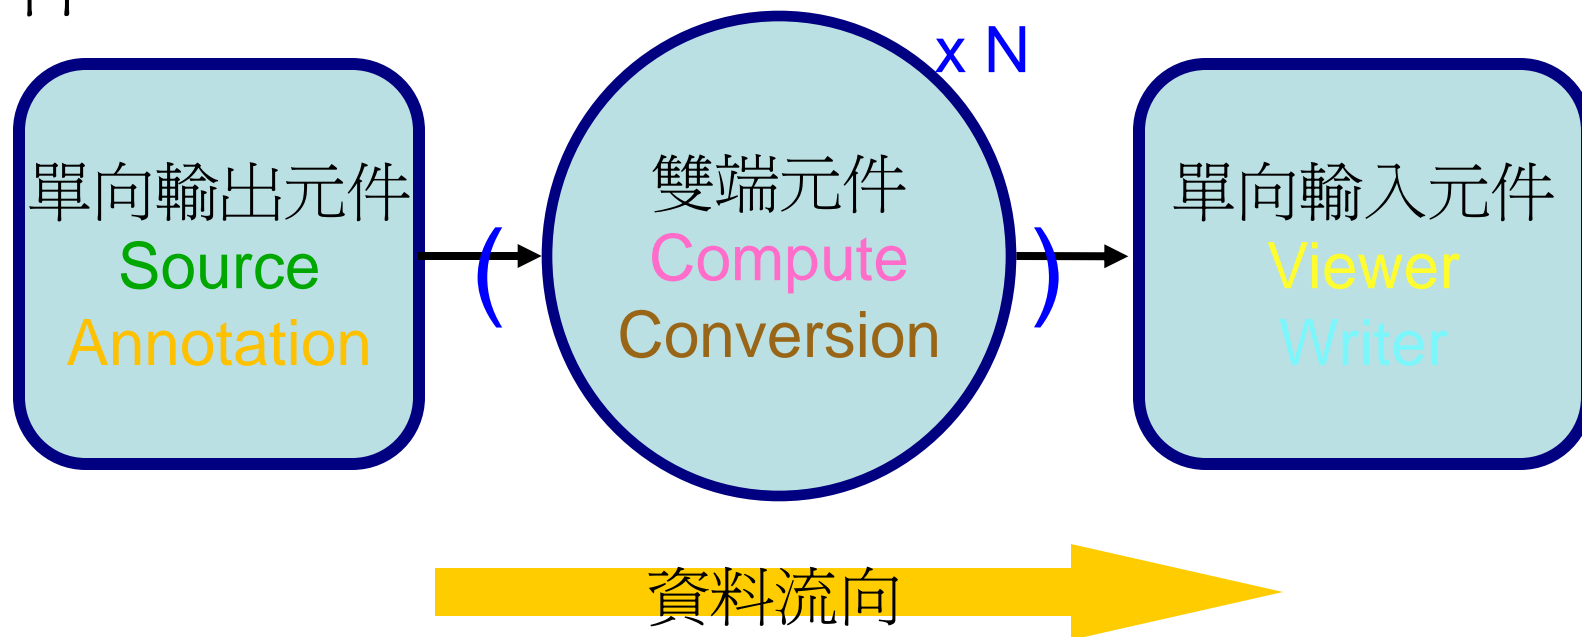 單向輸出元件
Source
Annotation
(
雙端元件
Compute
Conversion
)
x N
單向輸入元件
Viewer
Writer
資料流向